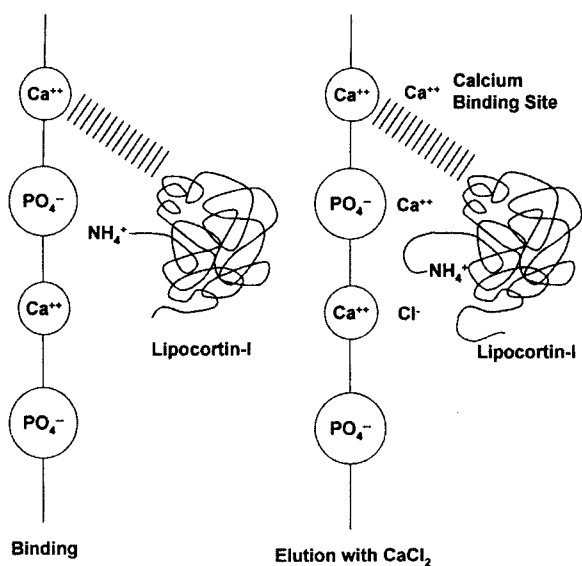 Ca⁺⁺
PO₄⁻⁻
NH₄⁺
Ca⁺⁺
Lipocortin-I
PO₄⁻⁻
Binding
Ca⁺⁺
Ca⁺⁺
Calcium
Binding Site
PO₄⁻⁻
Ca⁺⁺
NH₄⁺
Ca⁺⁺
Cl⁻
Lipocortin-I
PO₄⁻⁻
Elution with CaCl₂